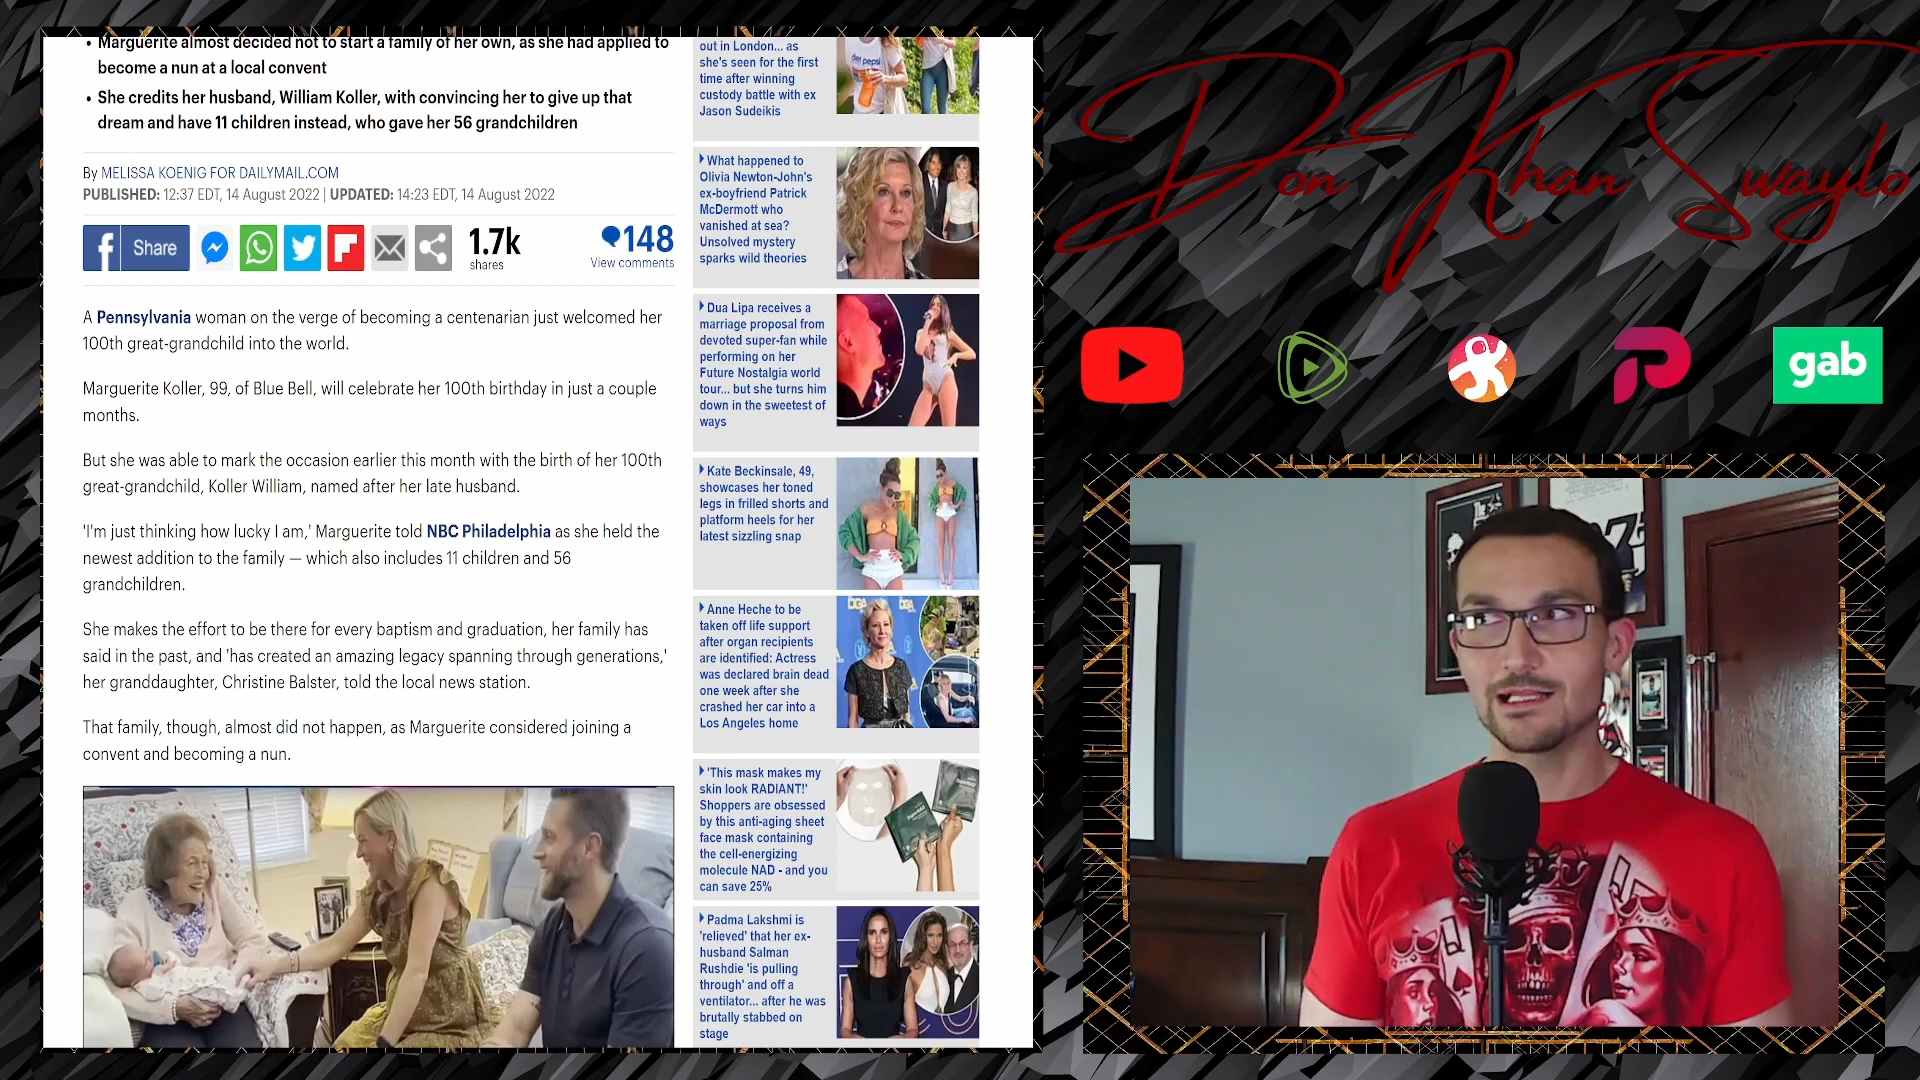 Marguerite almost decided not to start a family of her own, as she had applied to
become a nun at a local convent
• She credits her husband, William Koller, with convincing her to give up that
dream and have 11 children instead, who gave her 56 grandchildren
By MELISSA KOENIG FOR DAILYMAIL.COM
PUBLISHED: 12:37 EDT, 14 August 2022 | UPDATED: 14:23 EDT, 14 August 2022
f Share
1.7k
shares
148
View comments
A Pennsylvania woman on the verge of becoming a centenarian just welcomed her
100th great-grandchild into the world.
Marguerite Koller, 99, of Blue Bell, will celebrate her 100th birthday in just a couple
months.
But she was able to mark the occasion earlier this month with the birth of her 100th
great-grandchild, Koller William, named after her late husband.
'I'm just thinking how lucky I am,' Marguerite told NBC Philadelphia as she held the
newest addition to the family — which also includes 11 children and 56
grandchildren.
She makes the effort to be there for every baptism and graduation, her family has
said in the past, and 'has created an amazing legacy spanning through generations,'
her granddaughter, Christine Balster, told the local news station.
That family, though, almost did not happen, as Marguerite considered joining a
convent and becoming a nun.
out in London... as
she's seen for the first
time after winning
custody battle with ex
Jason Sudeikis
diet pepsi
What happened to
Olivia Newton-John's
ex-boyfriend Patrick
McDermott who
vanished at sea?
Unsolved mystery
sparks wild theories
Dua Lipa receives a
marriage proposal from
devoted super-fan while
performing on her
Future Nostalgia world
tour... but she turns him
down in the sweetest of
ways
Kate Beckinsale, 49,
showcases her toned
legs in frilled shorts and
platform heels for her
latest sizzling snap
Anne Heche to be
taken off life support
after organ recipients
are identified: Actress
was declared brain dead
one week after she
crashed her car into a
Los Angeles home
DGA
'This mask makes my
skin look RADIANT!'
Shoppers are obsessed
by this anti-aging sheet
face mask containing
the cell-energizing
molecule NAD - and you
can save 25%
Padma Lakshmi is
'relieved' that her ex-
husband Salman
Rushdie 'is pulling
through' and off a
ventilator... after he was
brutally stabbed on
stage
Don Khan Swaylo
gab